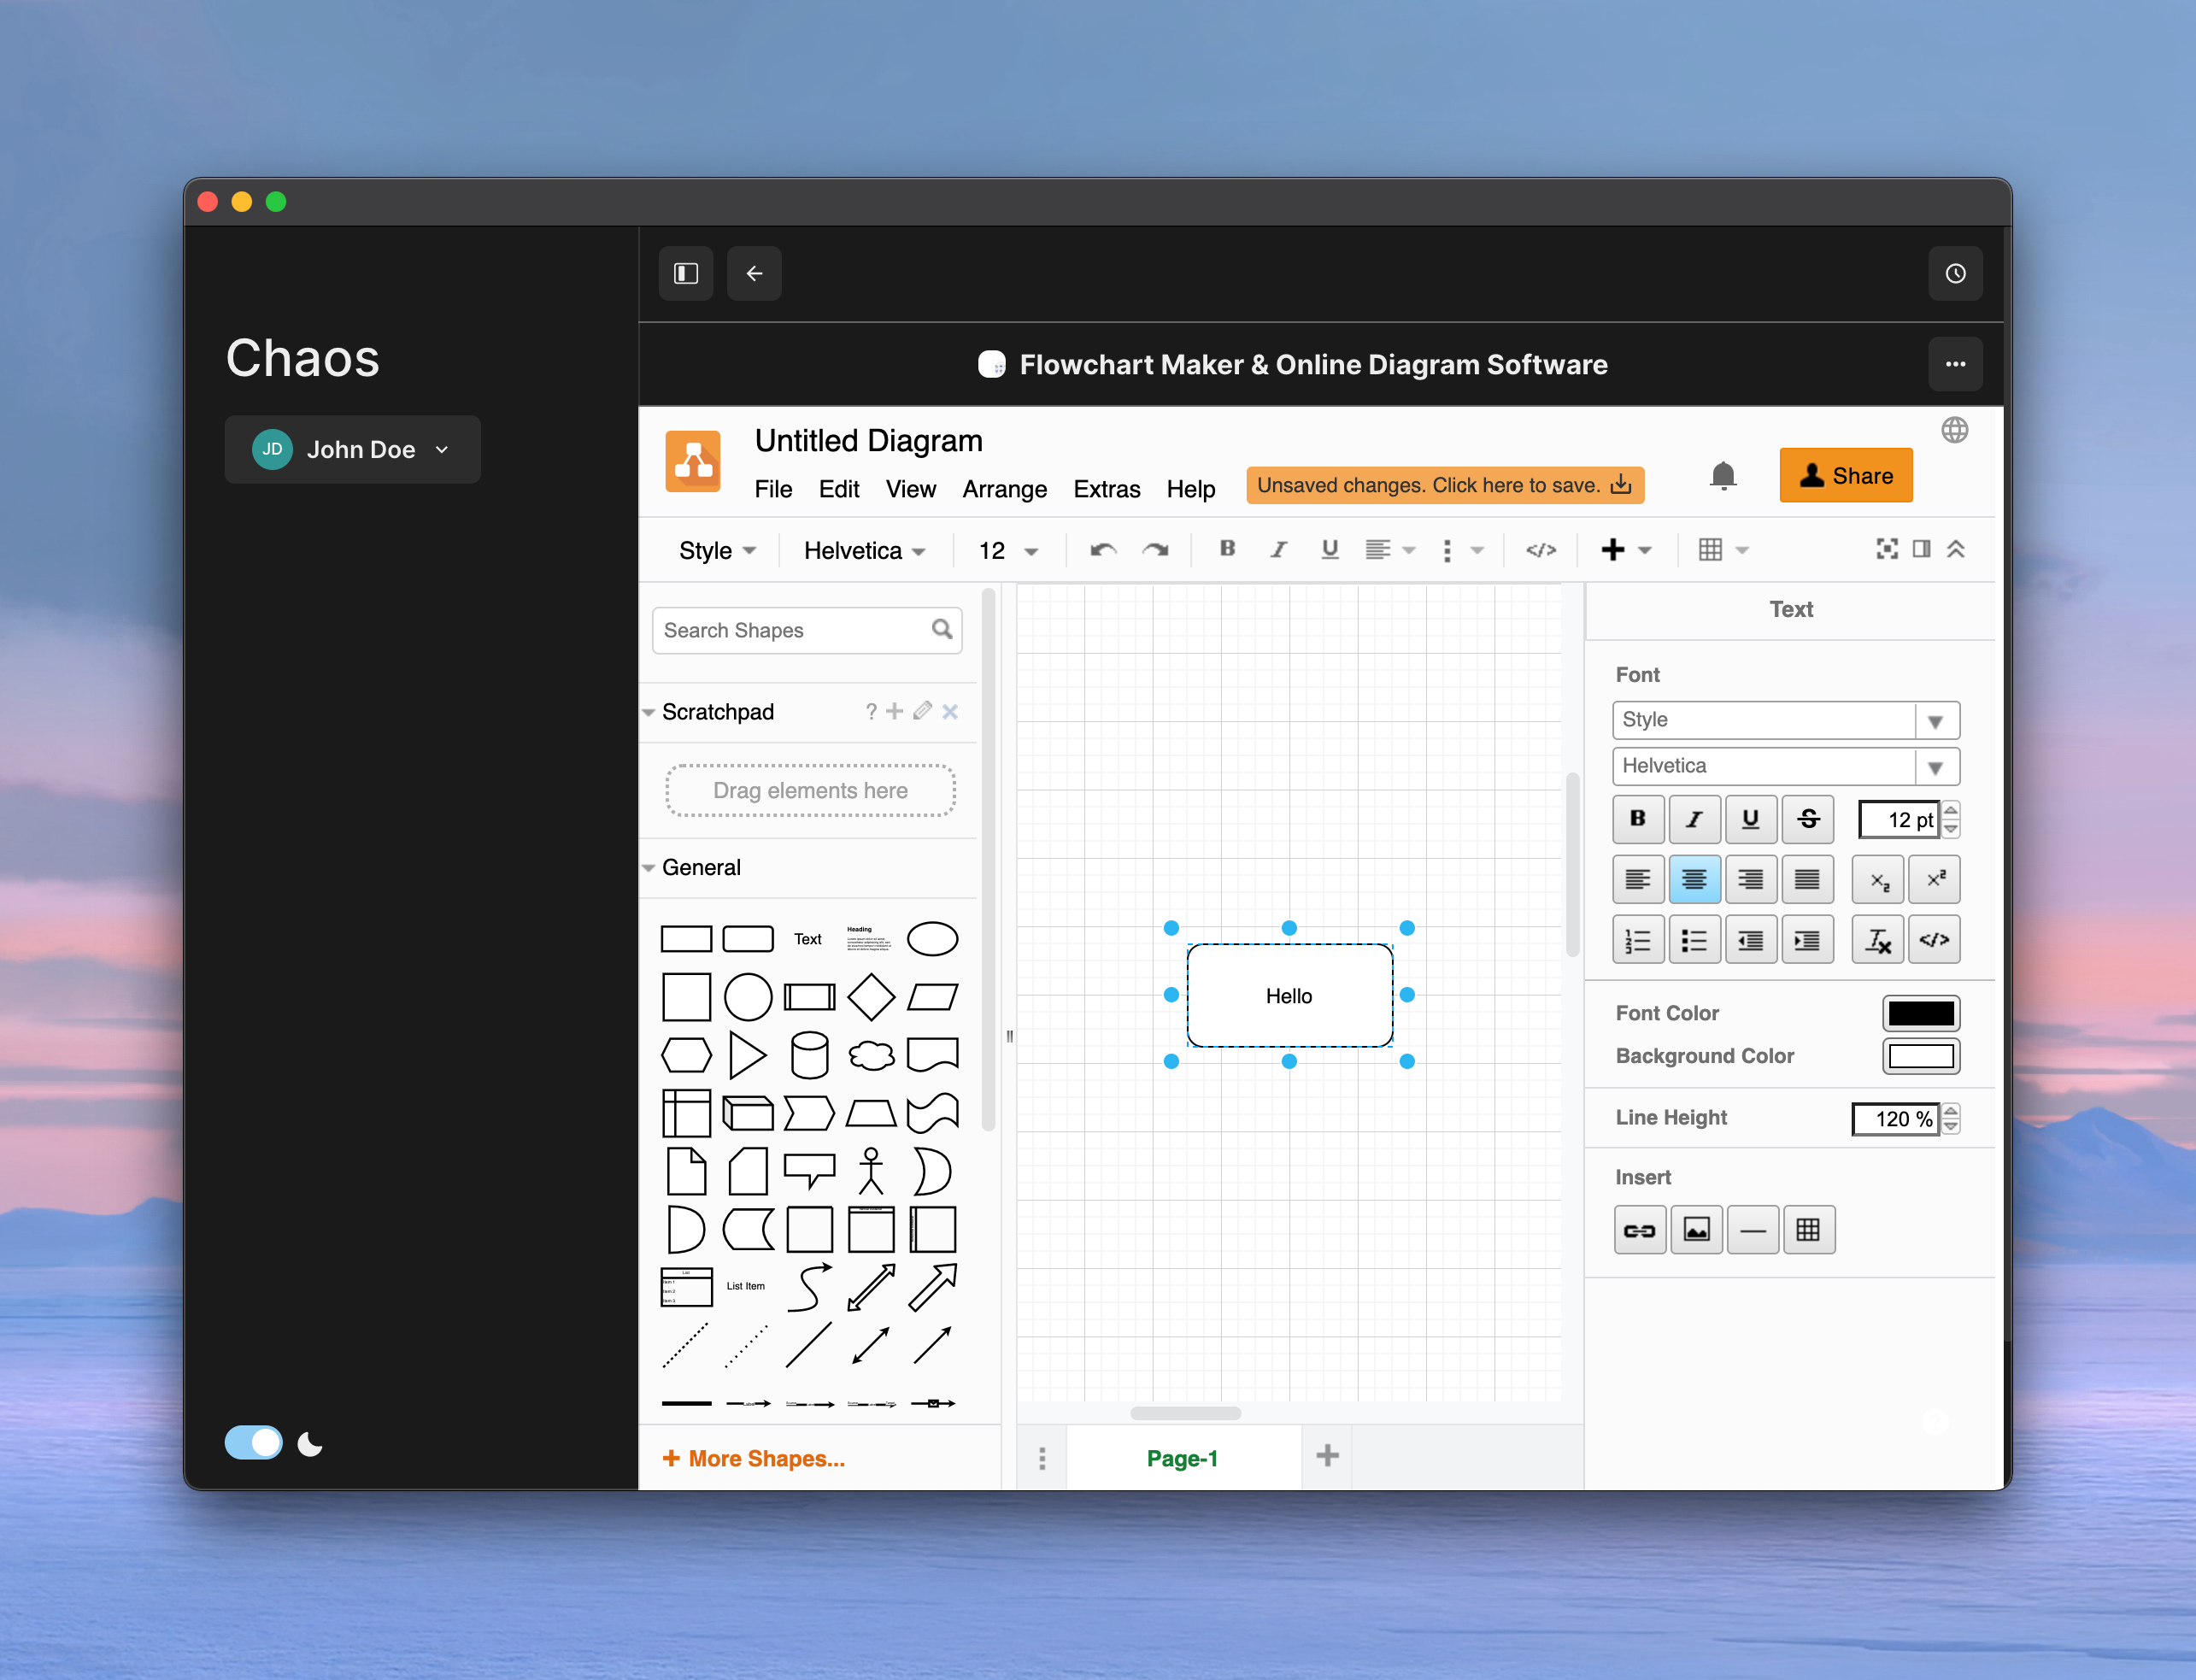 Chaos
JD John Doe
Flowchart Maker & Online Diagram Software
Untitled Diagram
File Edit View Arrange Extras Help
Unsaved changes. Click here to save.
Share
Style Helvetica 12 B I U </>
Search Shapes
Scratchpad ?
Drag elements here
General
Text
Heading
List Item
+ More Shapes...
Hello
Page-1
Text
Font
Style
Helvetica
B I U S 12 pt
Font Color
Background Color
Line Height 120 %
Insert